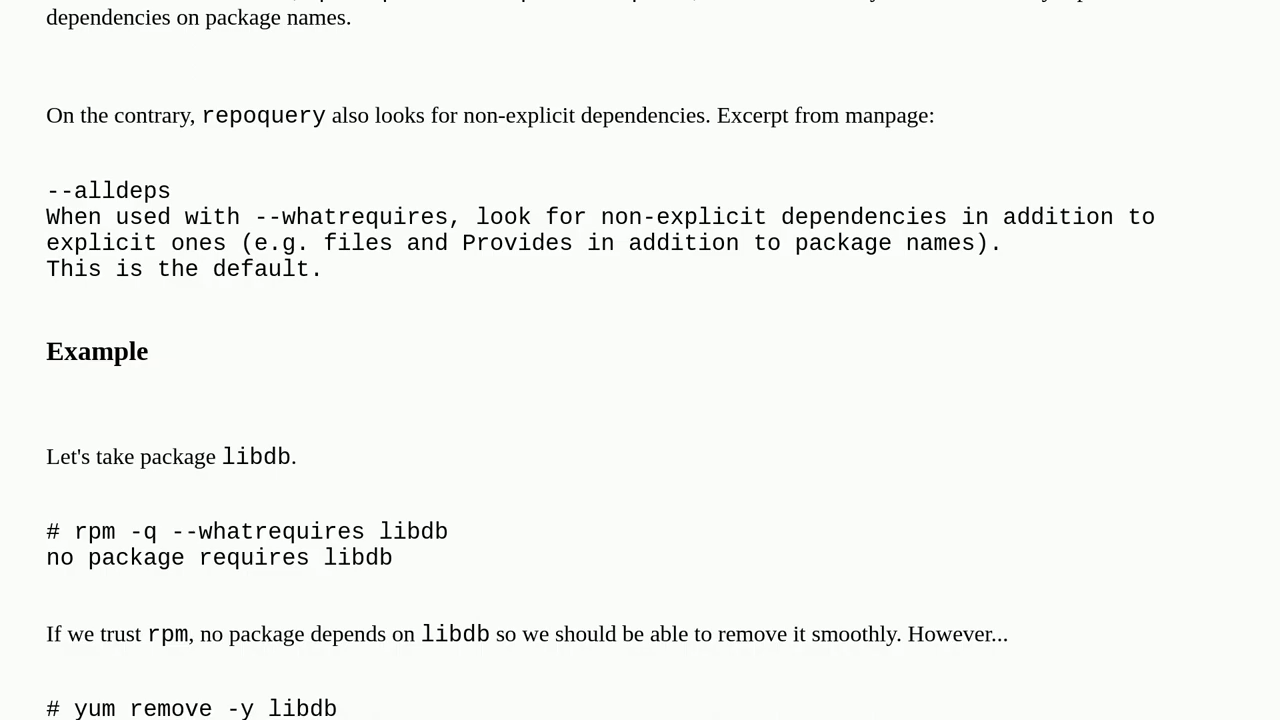 dependencies on package names.
On the contrary, repoquery also looks for non-explicit dependencies. Excerpt from manpage:
--alldeps
When used with --whatrequires, look for non-explicit dependencies in addition to
explicit ones (e.g. files and Provides in addition to package names).
This is the default.
Example
Let's take package libdb.
# rpm -q --whatrequires libdb
no package requires libdb
If we trust rpm, no package depends on libdb so we should be able to remove it smoothly. However...
# yum remove -y libdb